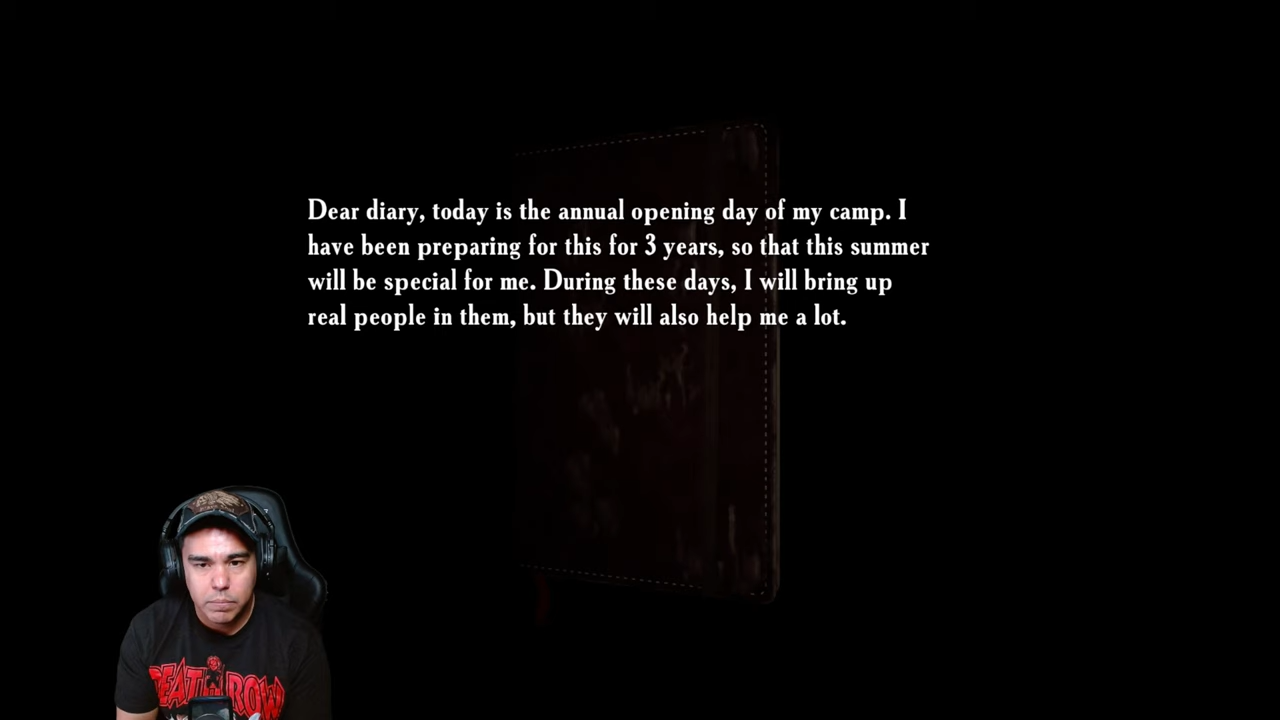 Dear diary, today is the annual opening day of my camp. I
have been preparing for this for 3 years, so that this summer
will be special for me. During these days, I will bring up
real people in them, but they will also help me a lot.
DEATH ROW